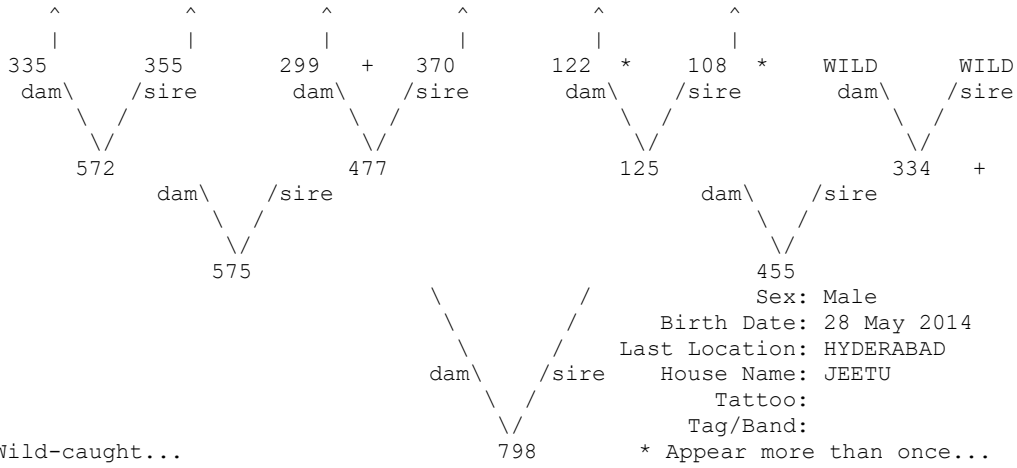 ^ ^ ^ ^ ^ ^
| | | | | |
335 355 299 + 370 122 * 108 * WILD WILD
dam\ /sire dam\ /sire dam\ /sire dam\ /sire
\ / \ / \ / \ /
\/ \/ \/ \/
572 477 125 334 +
dam\ /sire dam\ /sire
\ / \ /
\/ \/
575 455
\ / Sex: Male
\ / Birth Date: 28 May 2014
\ / Last Location: HYDERABAD
dam\ /sire House Name: JEETU
\ / Tattoo:
\/ Tag/Band:
Wild-caught... 798 * Appear more than once...